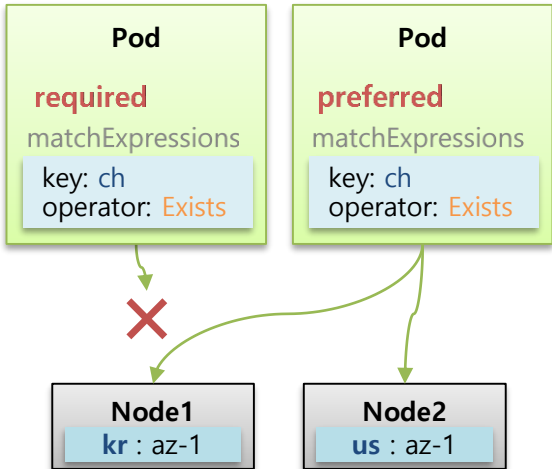 Pod
required
matchExpressions
key: ch
operator: Exists
Pod
preferred
matchExpressions
key: ch
operator: Exists
Node1
kr : az-1
Node2
us : az-1